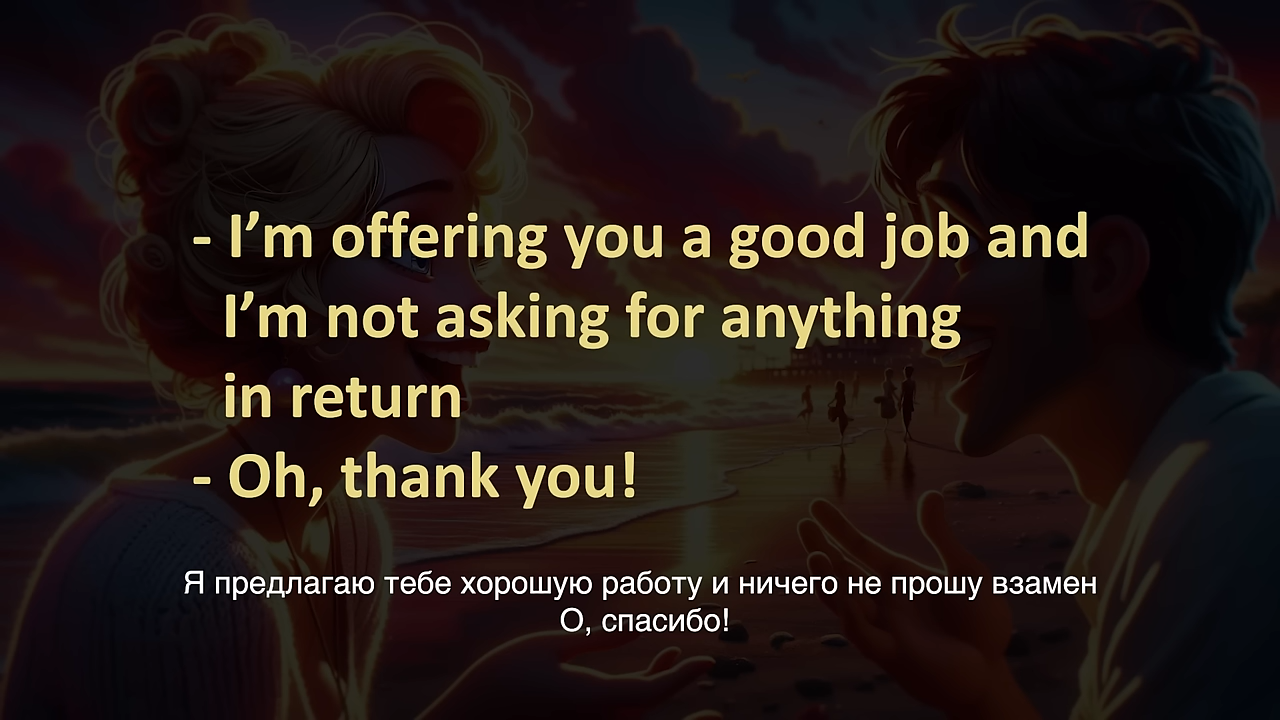 - I’m offering you a good job and
I’m not asking for anything
in return
- Oh, thank you!
Я предлагаю тебе хорошую работу и ничего не прошу взамен
О, спасибо!